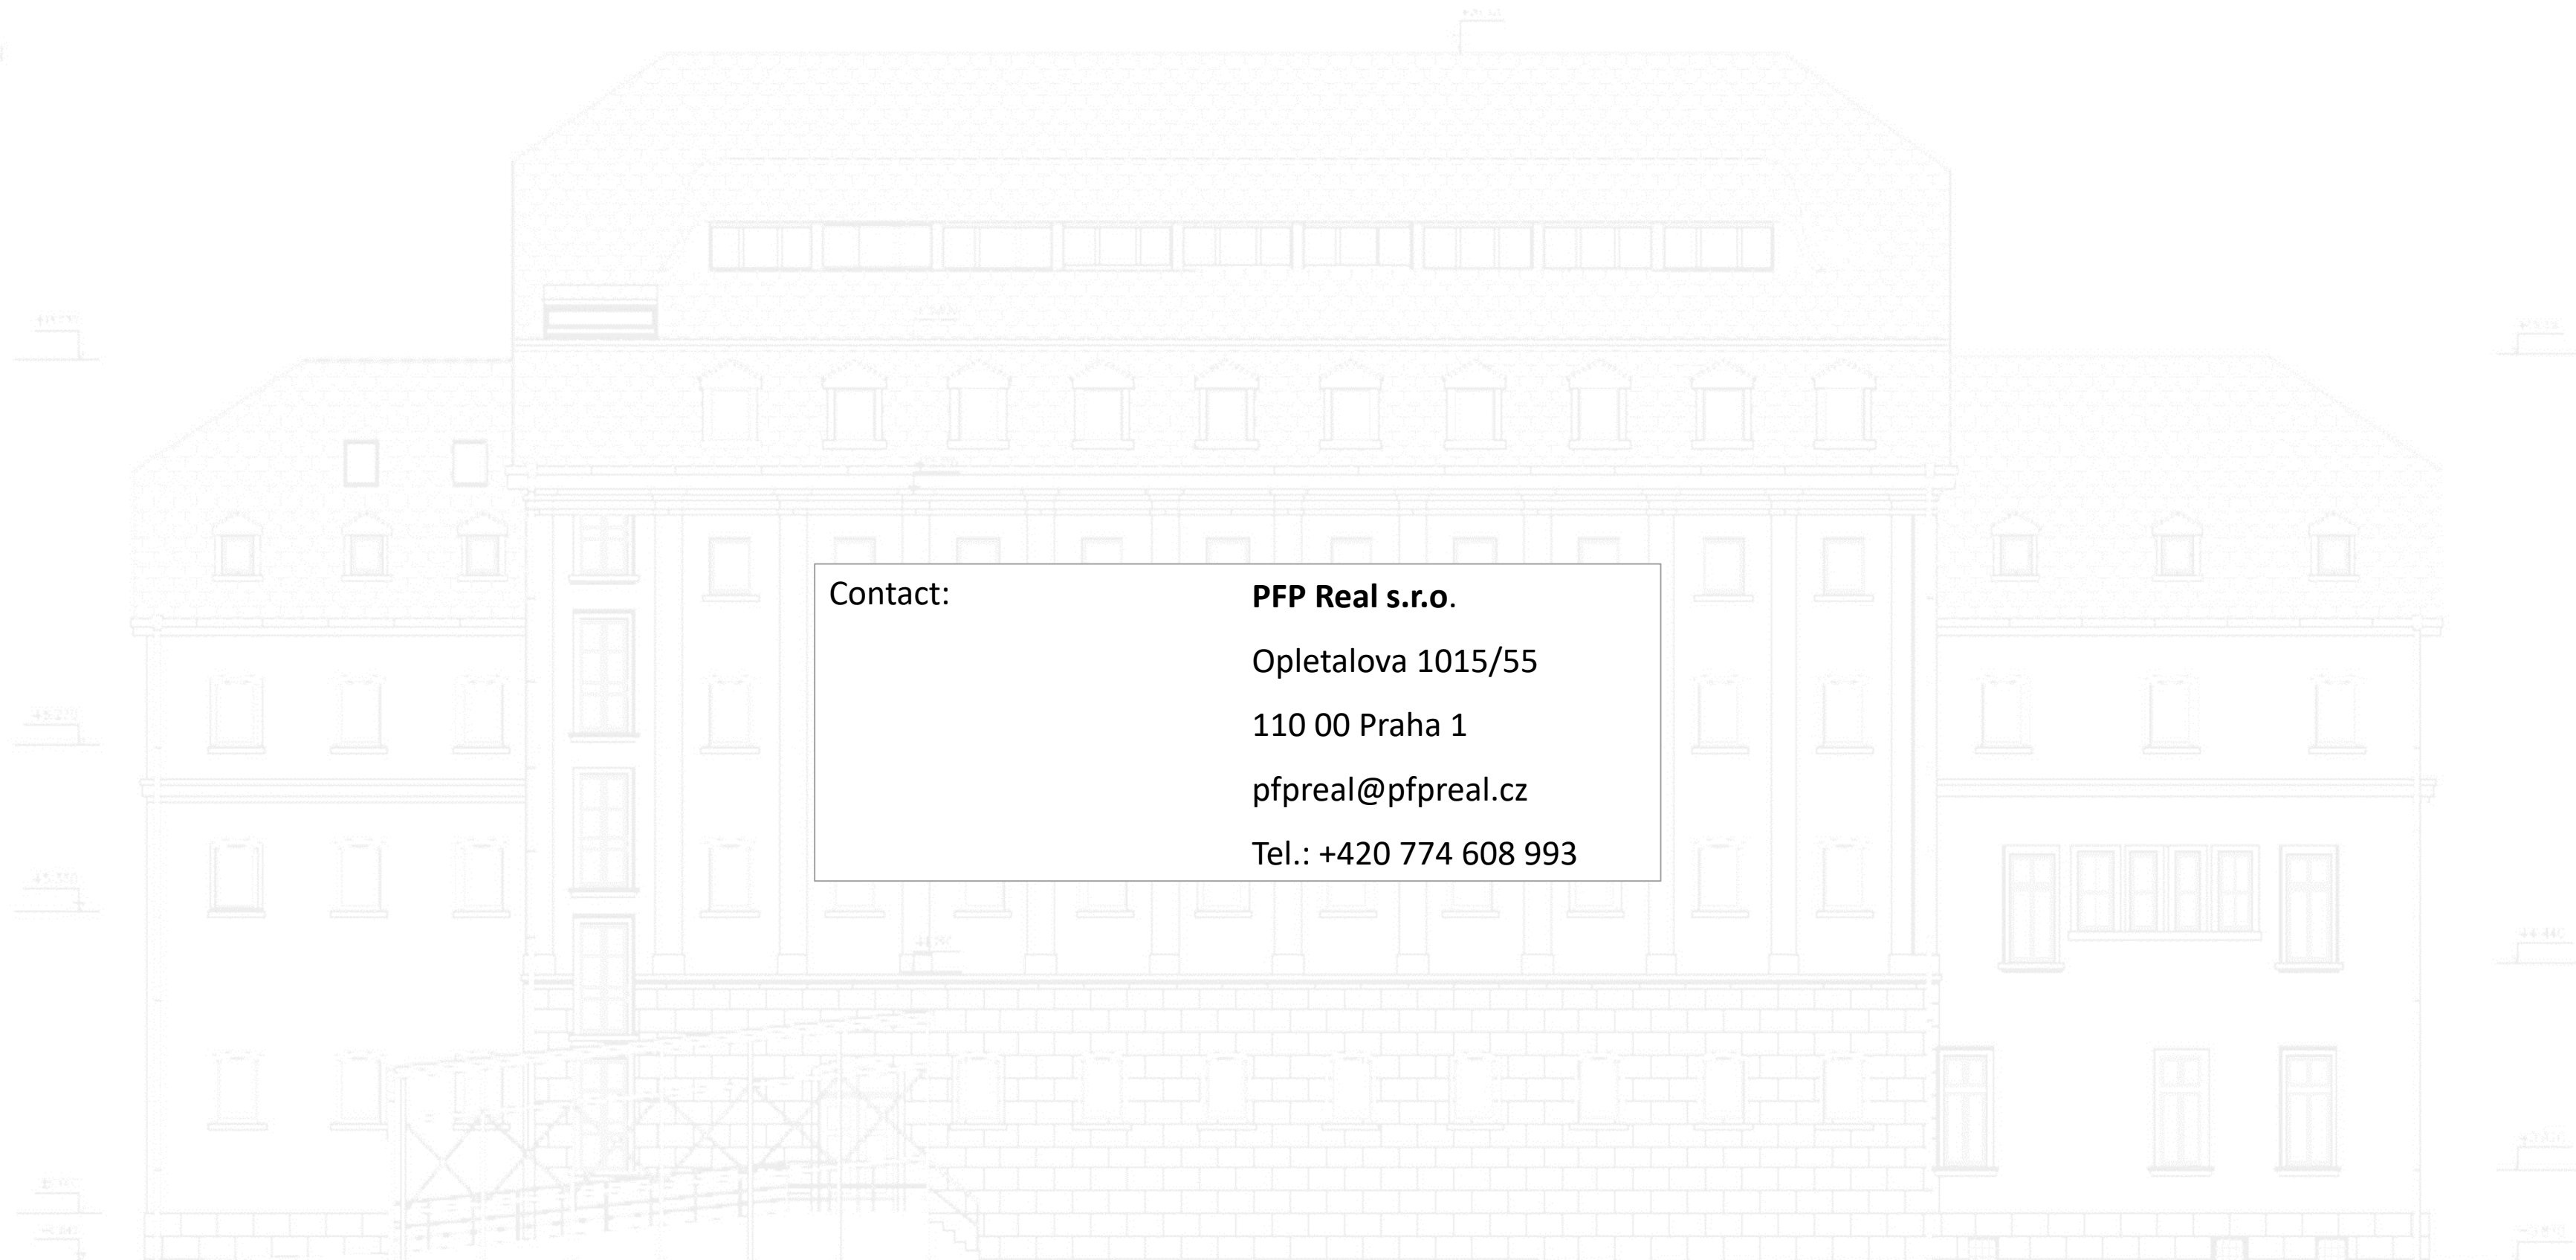 Contact:
PFP Real s.r.o.
Opletalova 1015/55
110 00 Praha 1
pfpreal@pfpreal.cz
Tel.: +420 774 608 993